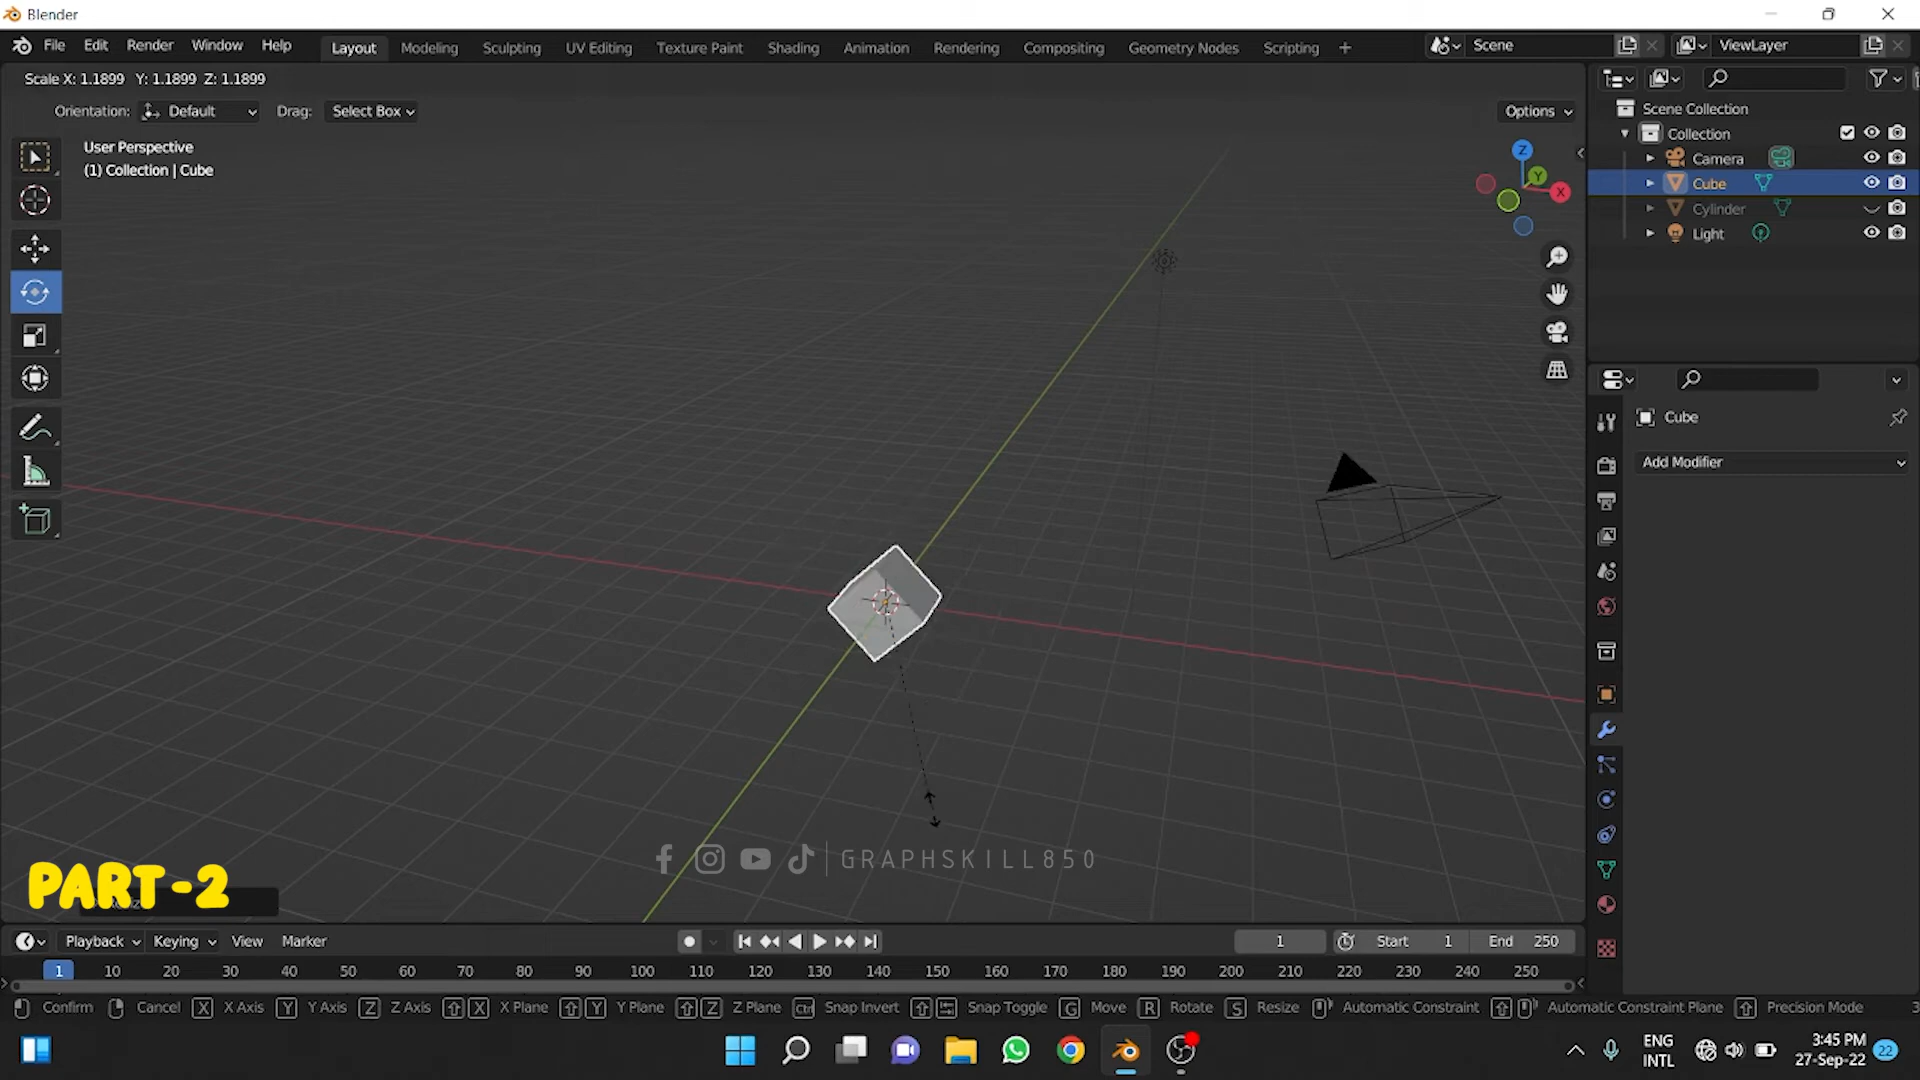 Blender
File Edit Render Window Help Layout Modeling Sculpting UV Editing Texture Paint Shading Animation Rendering Compositing Geometry Nodes Scripting + Scene ViewLayer
Scale X: 1.1899 Y: 1.1899 Z: 1.1899
Orientation: Default Drag: Select Box Options
User Perspective
(1) Collection | Cube
Z
Y
X
Scene Collection
Collection
Camera
Cube
Cylinder
Light
Cube
Add Modifier
GRAPHSKILL850
PART-2
Playback Keying View Marker 1 Start 1 End 250
1 10 20 30 40 50 60 70 80 90 100 110 120 130 140 150 160 170 180 190 200 210 220 230 240 250
Confirm Cancel X X Axis Y Y Axis Z Z Axis X X Plane Y Y Plane Z Z Plane Ctrl Snap Invert Snap Toggle G Move R Rotate S Resize Automatic Constraint Automatic Constraint Plane Precision Mode
ENG
INTL
3:45 PM
27-Sep-22
22